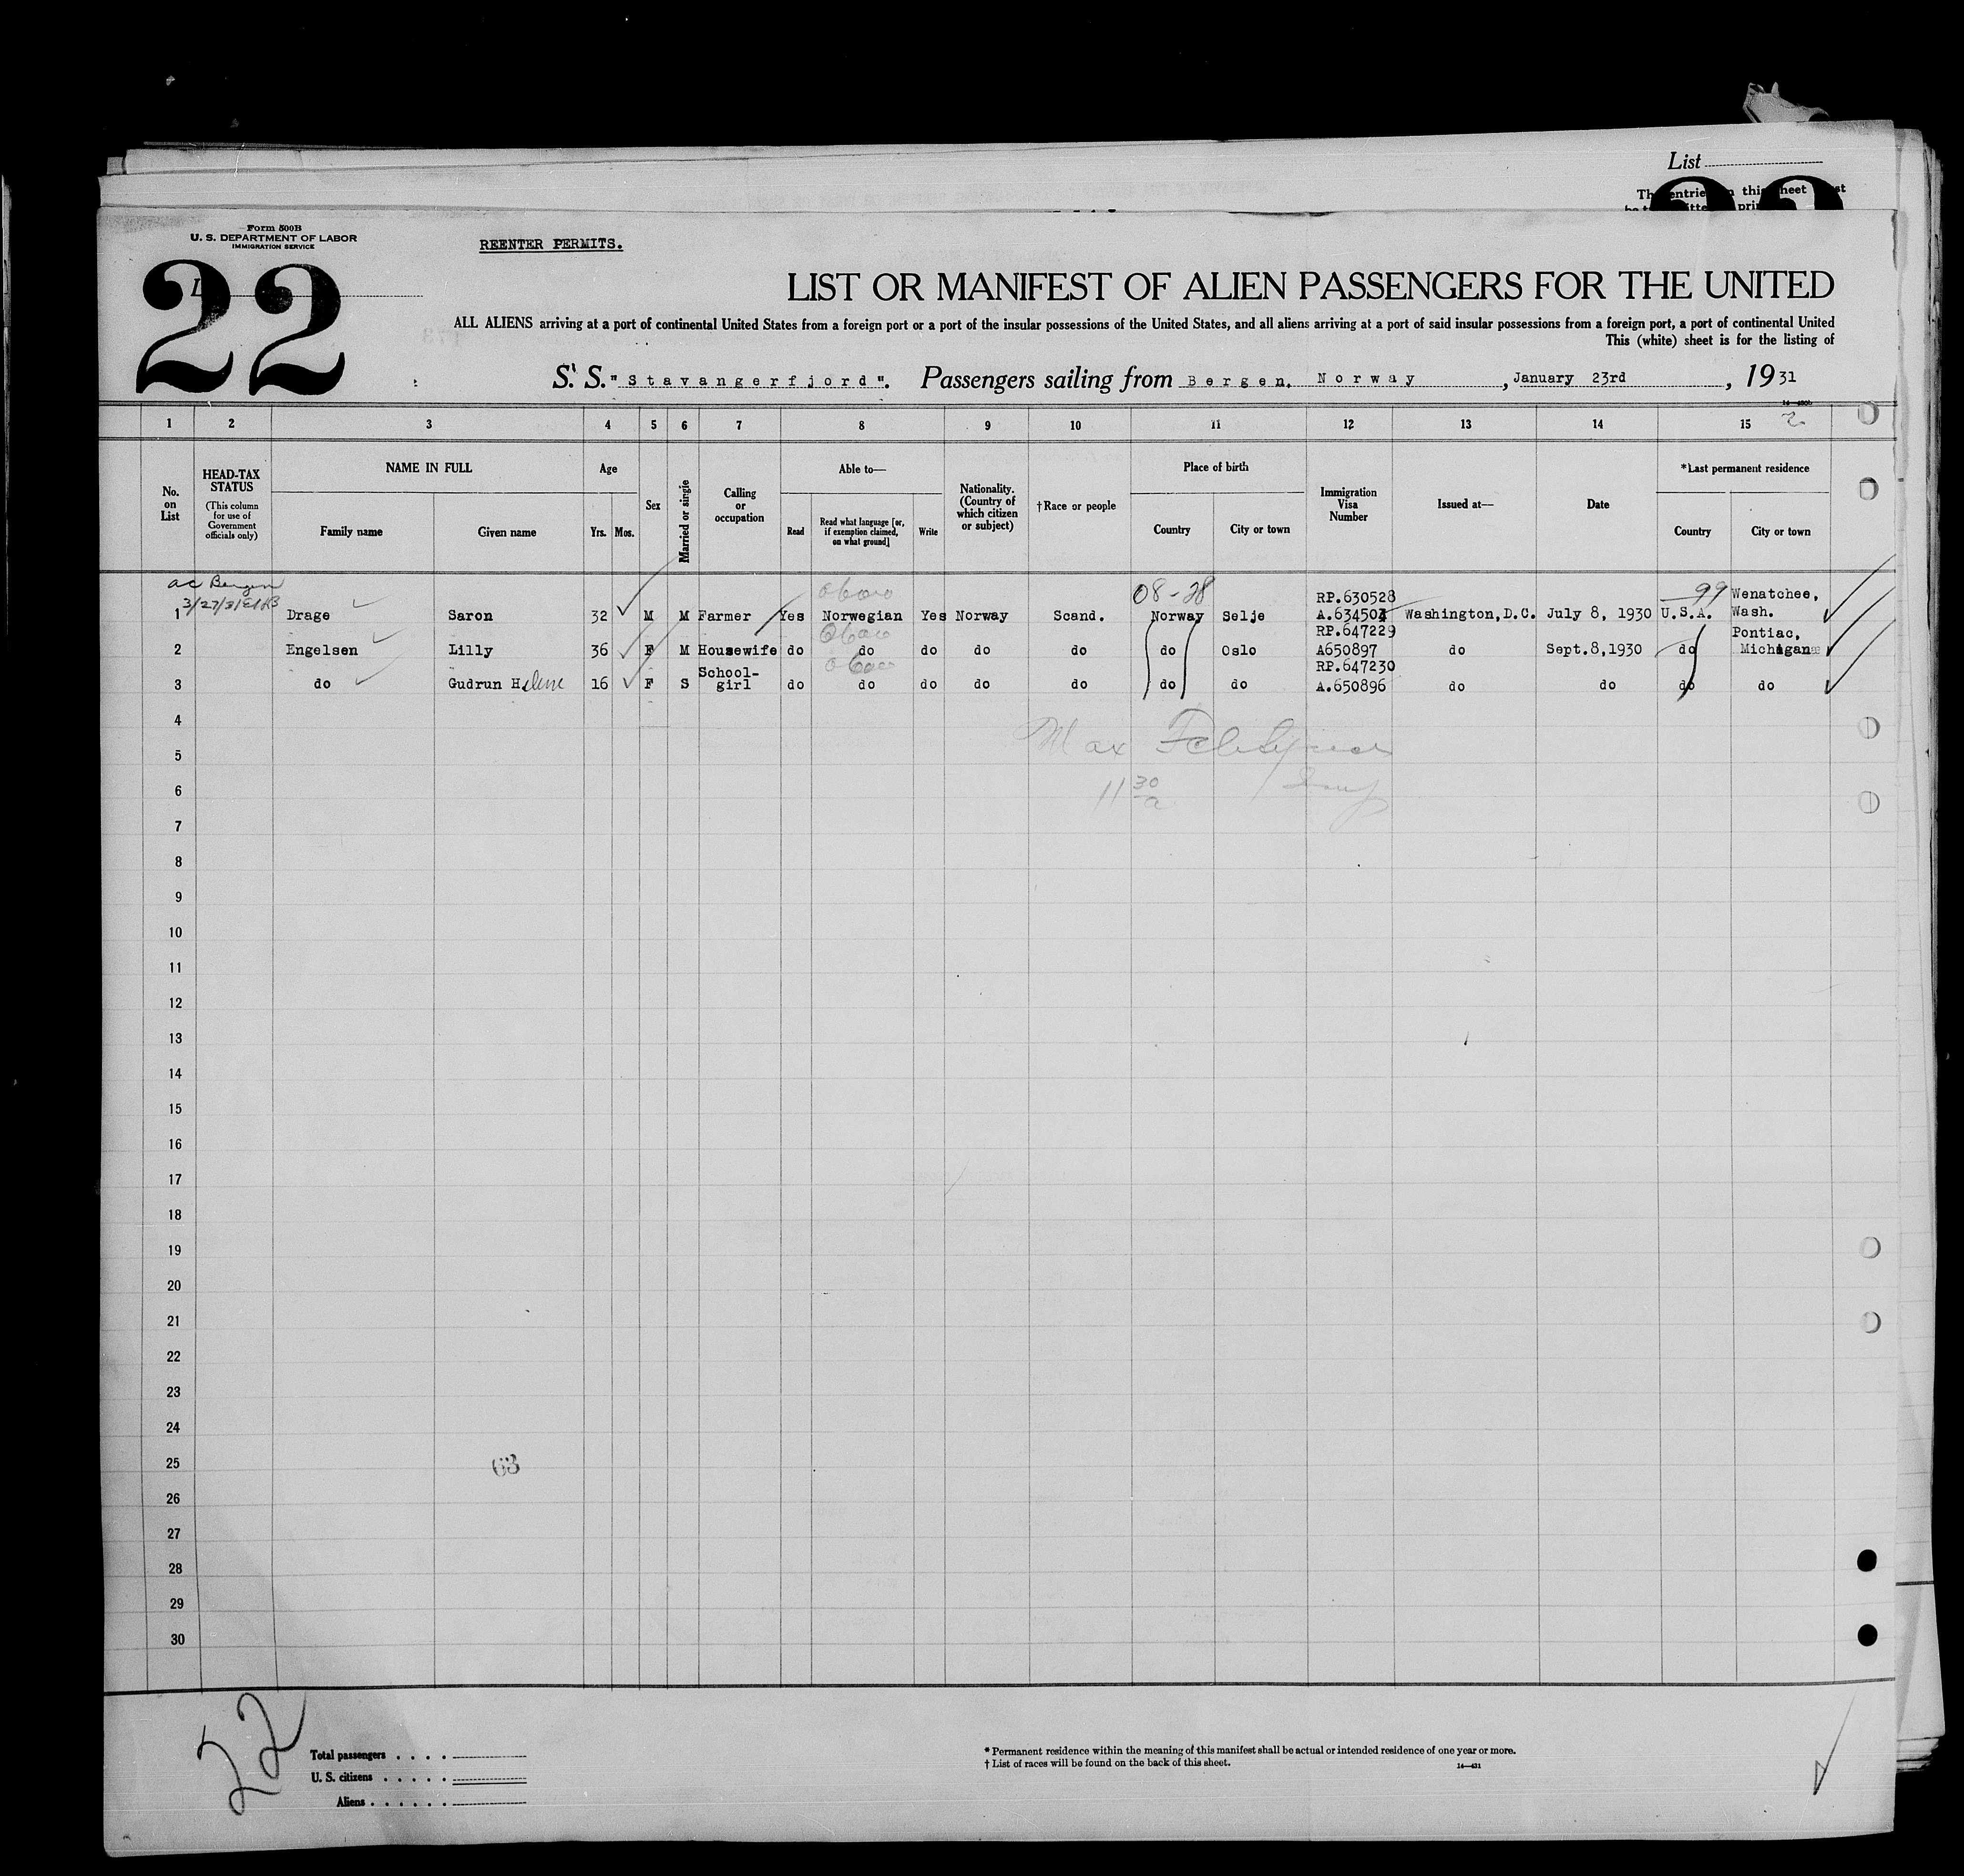 List
Form 500B
U. S. DEPARTMENT OF LABOR
IMMIGRATION SERVICE
REENTER PERMITS.
22
LIST OR MANIFEST OF ALIEN PASSENGERS FOR THE UNITED
ALL ALIENS arriving at a port of continental United States from a foreign port or a port of the insular possessions of the United States, and all aliens arriving at a port of said insular possessions from a foreign port, a port of continental United
This (white) sheet is for the listing of
S. S. "Stavangerfjord". Passengers sailing from Bergen. Norway, January 23rd, 1931
1 2 3 4 5 6 7 8 9 10 11 12 13 14 15 2
No. on List
HEAD-TAX STATUS
(This column for use of Government officials only)
NAME IN FULL
Family name Given name
Age
Yrs. Mos.
Sex
Married or single
Calling or occupation
Able to—
Read
Read what language [or, if exemption claimed, on what ground]
Write
Nationality. (Country of which citizen or subject)
†Race or people
Place of birth
Country City or town
Immigration Visa Number
Issued at—
Date
*Last permanent residence
Country City or town
ac Bergen 08-28 RP.630528 99 Wenatchee,
1 Drage Saron 32 M M Farmer Yes Norwegian Yes Norway Scand. Norway Selje Washington,D.C. July 8, 1930 U.S.A. Wash.
RP.647229 Pontiac,
2 Engelsen Lilly 36 F M Housewife do do do do do do Oslo A650897 do Sept.8,1930 do Michigan
School- RP.647230
3 do Gudrun Helene 16 F S girl do do do do do do do A.650896 do do do do
4
Max
5
11 30/a
6
7
8
9
10
11
12
13
14
15
16
17
18
19
20
21
22
23
24
25 63
26
27
28
29
30
22
Total passengers
U. S. citizens
Aliens
* Permanent residence within the meaning of this manifest shall be actual or intended residence of one year or more.
† List of races will be found on the back of this sheet.